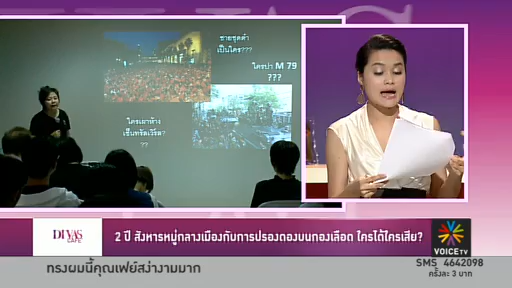 ชายชุดดำ
เป็นใคร???
ใครปา M 79
???
ใครเผาห้าง
เซ็นทรัลเวิร์ล?
??
DIVAS
CAFE
2 ปี สังหารหมู่กลางเมืองกับการปรองดองบนกองเลือด ใครได้ใครเสีย?
VOICE TV
ทรงผมนี้คุณเฟย์สง่างามมาก
SMS 4642098
ครั้งละ 3 บาท